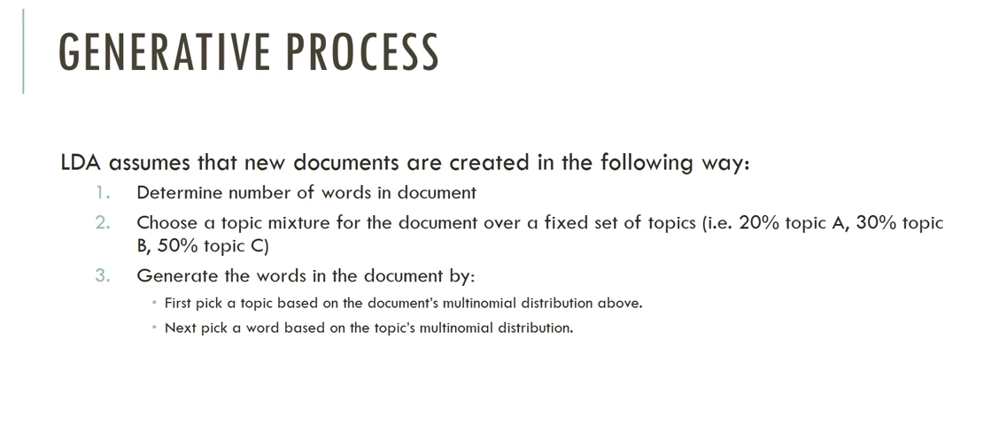 GENERATIVE PROCESS
LDA assumes that new documents are created in the following way:
1. Determine number of words in document
2. Choose a topic mixture for the document over a fixed set of topics (i.e. 20% topic A, 30% topic
B, 50% topic C)
3. Generate the words in the document by:
▪ First pick a topic based on the document's multinomial distribution above.
▪ Next pick a word based on the topic's multinomial distribution.